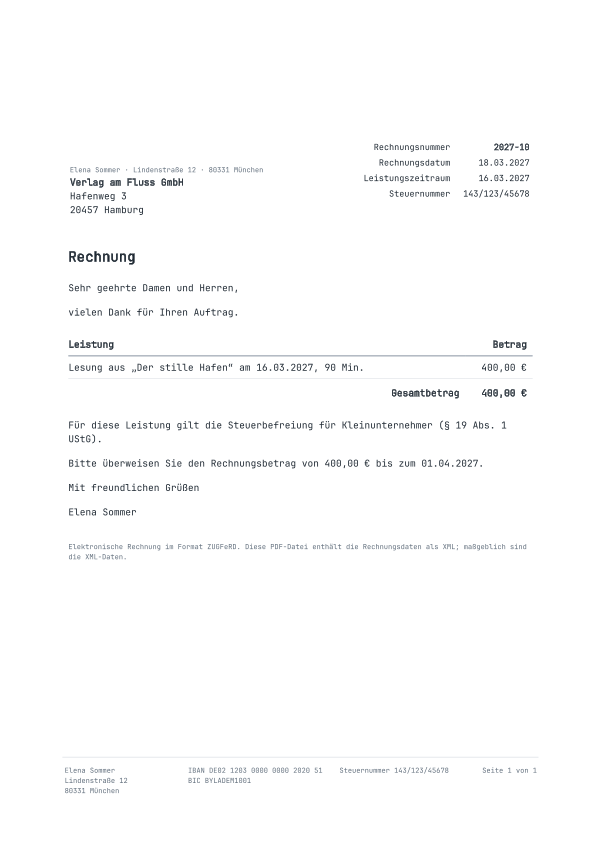 Rechnungsnummer 2027-10
Rechnungsdatum 18.03.2027
Leistungszeitraum 16.03.2027
Steuernummer 143/123/45678
Elena Sommer · Lindenstraße 12 · 80331 München
Verlag am Fluss GmbH
Hafenweg 3
20457 Hamburg
Rechnung
Sehr geehrte Damen und Herren,
vielen Dank für Ihren Auftrag.
Leistung Betrag
Lesung aus „Der stille Hafen“ am 16.03.2027, 90 Min. 400,00 €
Gesamtbetrag 400,00 €
Für diese Leistung gilt die Steuerbefreiung für Kleinunternehmer (§ 19 Abs. 1
UStG).
Bitte überweisen Sie den Rechnungsbetrag von 400,00 € bis zum 01.04.2027.
Mit freundlichen Grüßen
Elena Sommer
Elektronische Rechnung im Format ZUGFeRD. Diese PDF-Datei enthält die Rechnungsdaten als XML; maßgeblich sind
die XML-Daten.
Elena Sommer IBAN DE02 1203 0000 0000 2020 51 Steuernummer 143/123/45678 Seite 1 von 1
Lindenstraße 12 BIC BYLADEM1001
80331 München